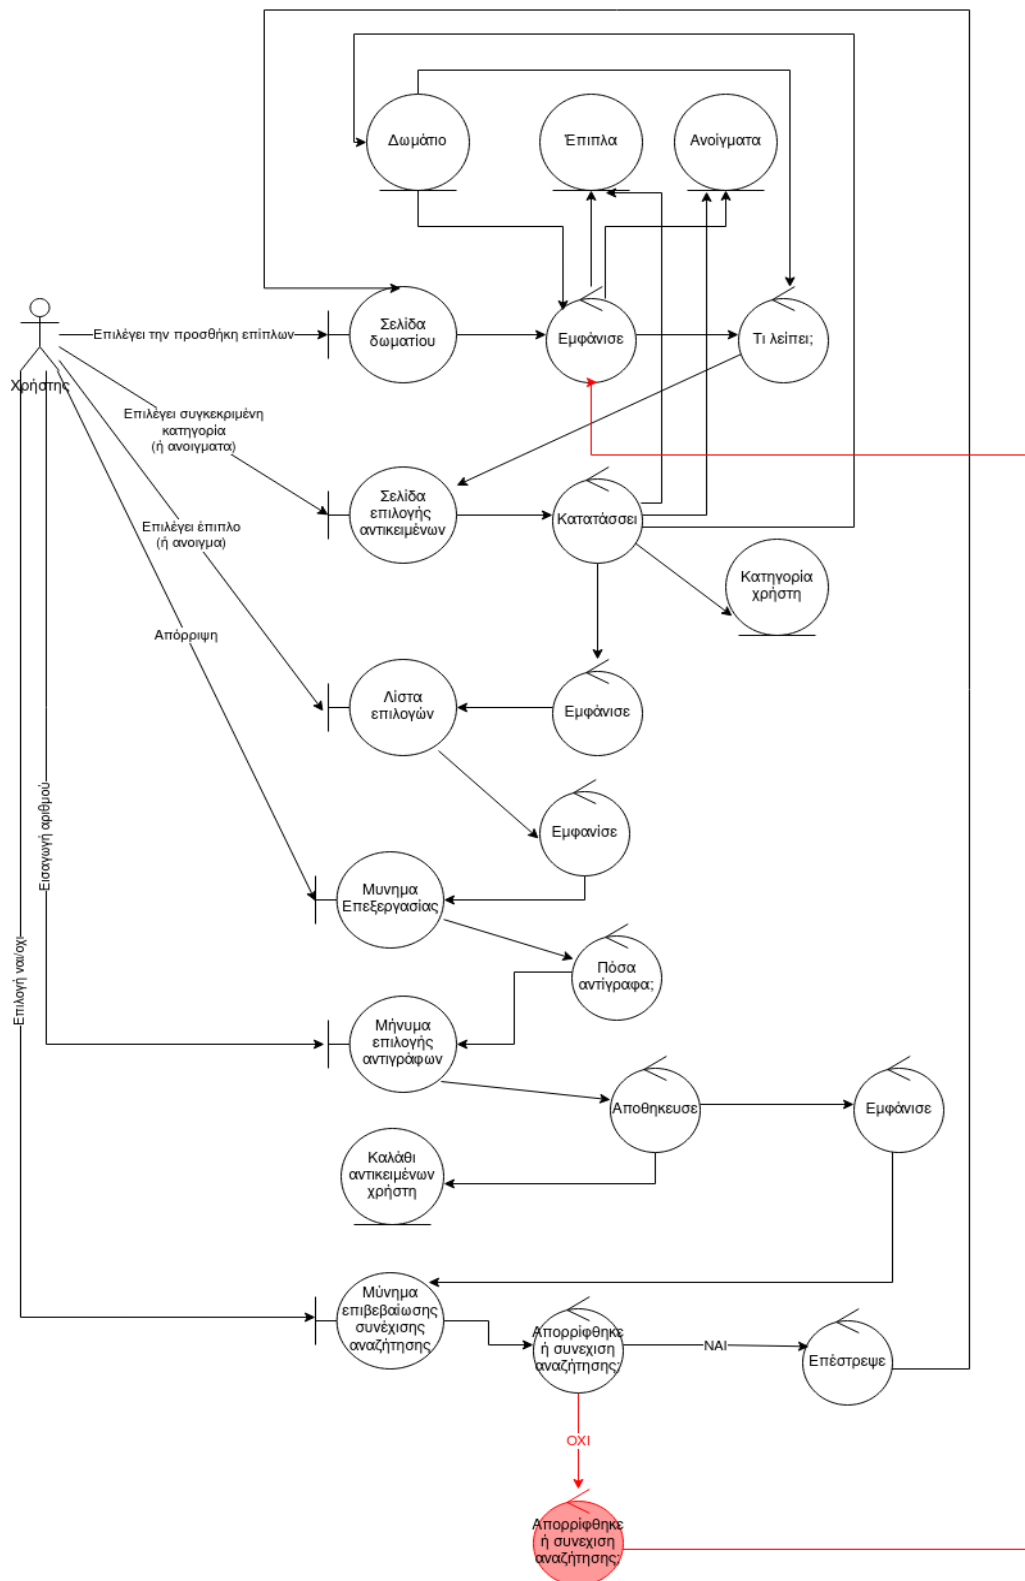 Δωμάτιο
Έπιπλα
Ανοίγματα
Χρήστης
Επιλέγει την προσθήκη επίπλων
Σελίδα
δωματίου
Εμφάνισε
Τι λείπει;
Επιλέγει συγκεκριμένη
κατηγορία
(ή ανοιγματα)
Σελίδα
επιλογής
αντικειμένων
Κατατάσσει
Επιλέγει έπιπλο
(ή ανοιγμα)
Κατηγορία
χρήστη
Απόρριψη
Λίστα
επιλογών
Εμφάνισε
Εμφανίσε
Εισαγωγή αριθμού
Μυνημα
Επεξεργασίας
Επιλογή ναι/οχι
Πόσα
αντίγραφα;
Μήνυμα
επιλογής
αντιγράφων
Αποθηκευσε
Εμφάνισε
Καλάθι
αντικειμένων
χρήστη
Μύνημα
επιβεβαίωσης
συνέχισης
αναζήτησης
Απορρίφθηκε
ή συνεχιση
αναζήτησης;
ΝΑΙ
Επέστρεψε
ΟΧΙ
Απορρίφθηκε
ή συνεχιση
αναζήτησης;